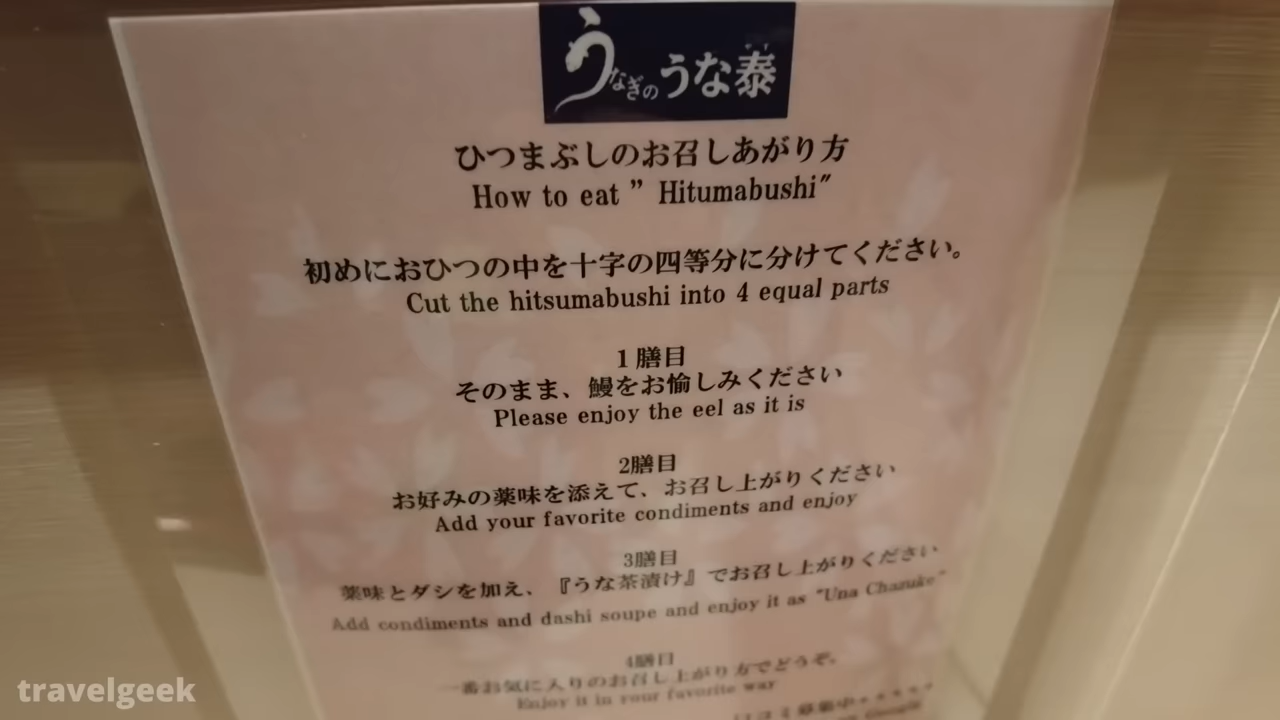 うなぎのうな泰
ひつまぶしのお召しあがり方
How to eat ” Hitumabushi”
初めにおひつの中を十字の四等分に分けてください。
Cut the hitsumabushi into 4 equal parts
1膳目
そのまま、鰻をお愉しみください
Please enjoy the eel as it is
2膳目
お好みの薬味を添えて、お召し上がりください
Add your favorite condiments and enjoy
3膳目
薬味とダシを加え、『うな茶漬け』でお召し上がりください
Add condiments and dashi soupe and enjoy it as "Una Chazuke"
4膳目
一番お気に入りのお召し上がり方でどうぞ。
Enjoy it in your favorite way
口コミ募集中
Google
travelgeek